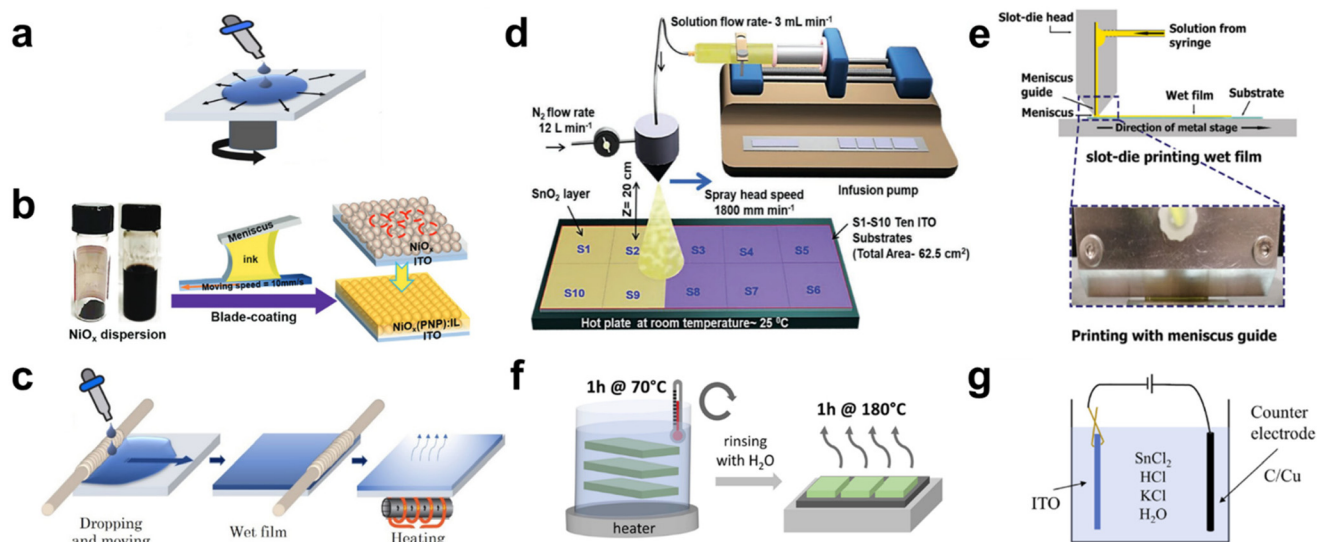 a
b
Meniscus
ink
Moving speed = 10mm/s
Blade-coating
NiOₓ dispersion
NiOₓ
ITO
NiOₓ(PNP):IL
ITO
c
Dropping
and moving
Wet film
Heating
d
Solution flow rate- 3 mL min⁻¹
N₂ flow rate
12 L min⁻¹
Z= 20 cm
Spray head speed
1800 mm min⁻¹
Infusion pump
SnO₂ layer
S1-S10 Ten ITO
Substrates
(Total Area- 62.5 cm²)
S1 S2 S3 S4 S5
S10 S9 S8 S7 S6
Hot plate at room temperature~ 25 ⁰C
e
Slot-die head
Solution from
syringe
Meniscus
guide
Meniscus
Wet film
Substrate
Direction of metal stage
slot-die printing wet film
Printing with meniscus guide
f
1h @ 70°C
heater
rinsing
with H₂O
1h @ 180°C
g
ITO
SnCl₂
HCl
KCl
H₂O
Counter
electrode
C/Cu